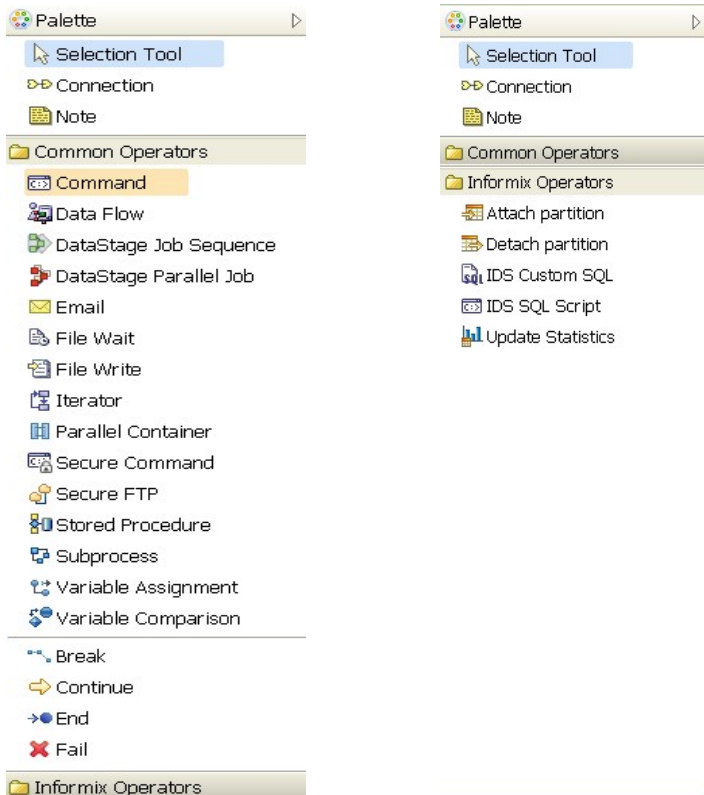 Palette
Selection Tool
Connection
Note
Common Operators
Command
Data Flow
DataStage Job Sequence
DataStage Parallel Job
Email
File Wait
File Write
Iterator
Parallel Container
Secure Command
Secure FTP
Stored Procedure
Subprocess
Variable Assignment
Variable Comparison
Break
Continue
End
Fail
Informix Operators
Palette
Selection Tool
Connection
Note
Common Operators
Informix Operators
Attach partition
Detach partition
IDS Custom SQL
IDS SQL Script
Update Statistics